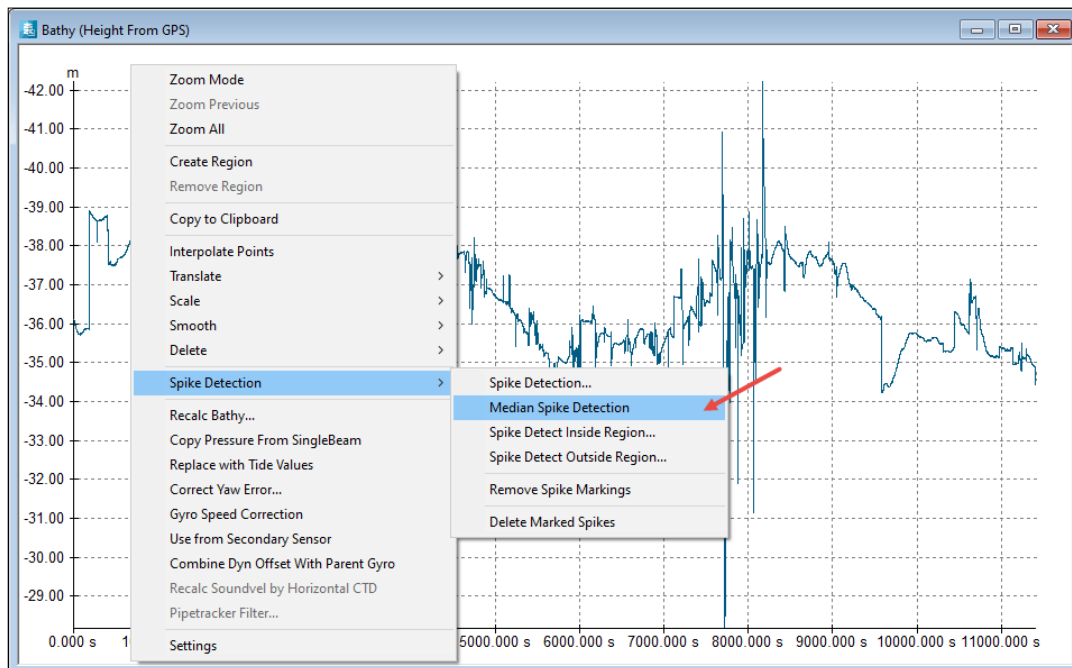 Bathy (Height From GPS)
m
-42.00
-41.00
-40.00
-39.00
-38.00
-37.00
-36.00
-35.00
-34.00
-33.00
-32.00
-31.00
-30.00
-29.00
Zoom Mode
Zoom Previous
Zoom All
Create Region
Remove Region
Copy to Clipboard
Interpolate Points
Translate
Scale
Smooth
Delete
Spike Detection
Recalc Bathy...
Copy Pressure From SingleBeam
Replace with Tide Values
Correct Yaw Error...
Gyro Speed Correction
Use from Secondary Sensor
Combine Dyn Offset With Parent Gyro
Recalc Soundvel by Horizontal CTD
Pipetracker Filter...
Settings
Spike Detection...
Median Spike Detection
Spike Detect Inside Region...
Spike Detect Outside Region...
Remove Spike Markings
Delete Marked Spikes
0.000 s 5000.000 s 6000.000 s 7000.000 s 8000.000 s 9000.000 s 10000.000 s 11000.000 s